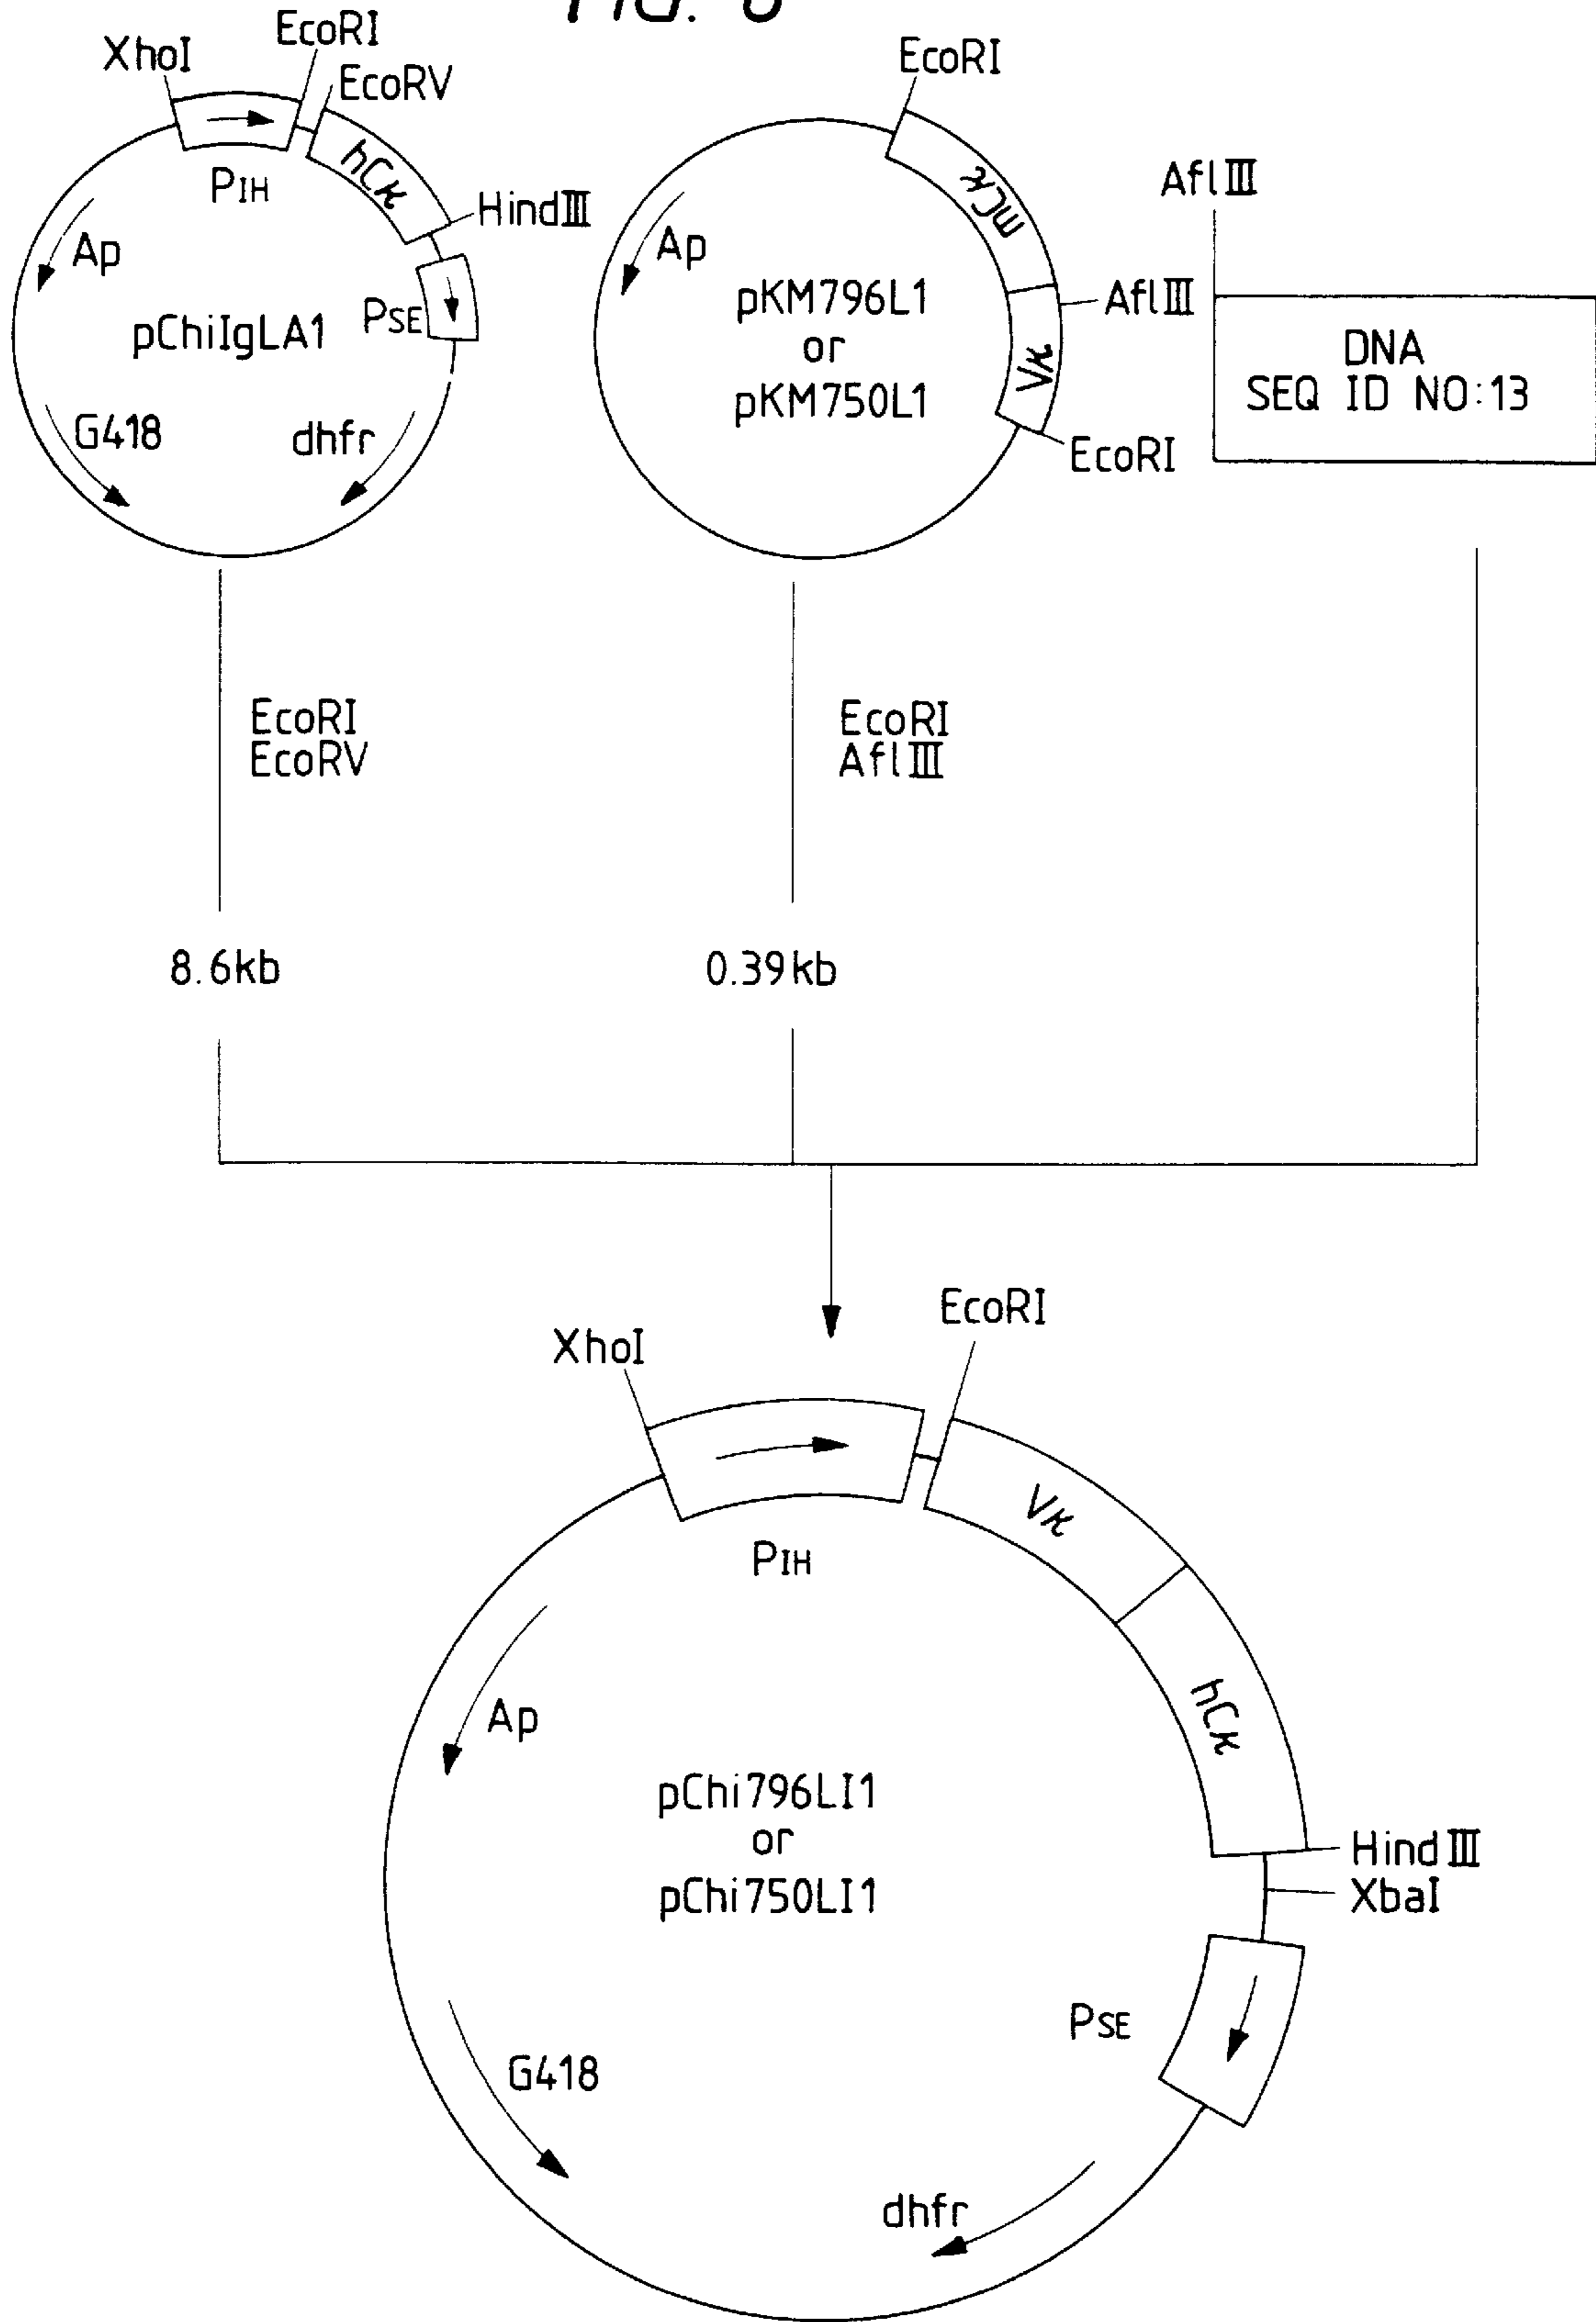 XhoI
EcoRI
EcoRV
hCκ
HindIII
PIH
Ap
pChiIgLA1
PSE
G418
dhfr
EcoRI
mCκ
Ap
pKM796L1
or
pKM750L1
AflIII
Vκ
EcoRI
AflIII
DNA
SEQ ID NO:13
EcoRI
EcoRV
EcoRI
AflIII
8.6kb
0.39kb
XhoI
EcoRI
PIH
Vκ
hCκ
Ap
pChi796LI1
or
pChi750LI1
HindIII
XbaI
PSE
G418
dhfr